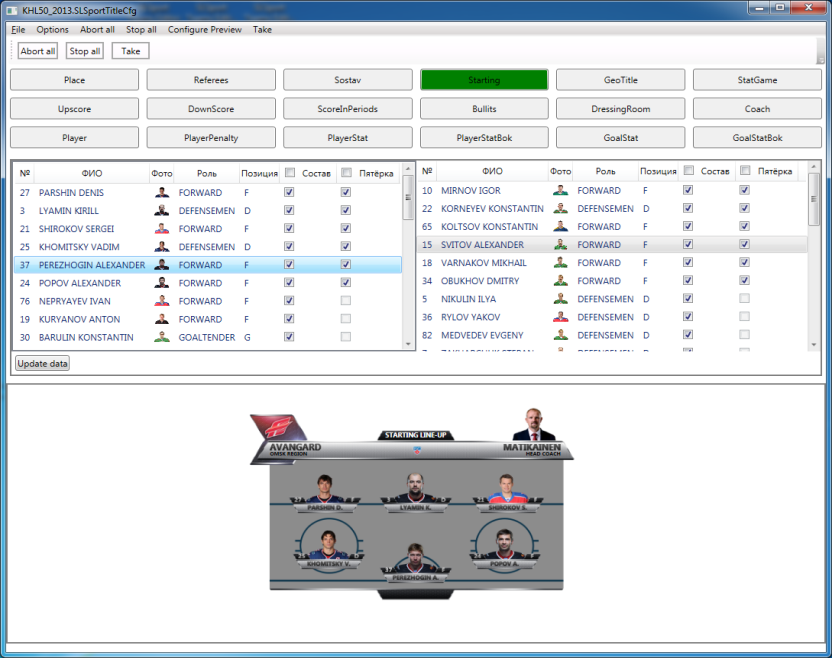 KHL50_2013.SLSportTitleCfg
File Options Abort all Stop all Configure Preview Take
Abort all Stop all Take
Place Referees Sostav Starting GeoTitle StatGame
Upscore DownScore ScoreInPeriods Bullits DressingRoom Coach
Player PlayerPenalty PlayerStat PlayerStatBok GoalStat GoalStatBok
№ ФИО Фото Роль Позиция Состав Пятёрка
27 PARSHIN DENIS FORWARD F
3 LYAMIN KIRILL DEFENSEMEN D
21 SHIROKOV SERGEI FORWARD F
25 KHOMITSKY VADIM DEFENSEMEN D
37 PEREZHOGIN ALEXANDER FORWARD F
24 POPOV ALEXANDER FORWARD F
76 NEPRYAYEV IVAN FORWARD F
19 KURYANOV ANTON FORWARD F
30 BARULIN KONSTANTIN GOALTENDER G
№ ФИО Фото Роль Позиция Состав Пятёрка
10 MIRNOV IGOR FORWARD F
22 KORNEYEV KONSTANTIN DEFENSEMEN D
65 KOLTSOV KONSTANTIN FORWARD F
15 SVITOV ALEXANDER FORWARD F
18 VARNAKOV MIKHAIL FORWARD F
34 OBUKHOV DMITRY FORWARD F
5 NIKULIN ILYA DEFENSEMEN D
36 RYLOV YAKOV DEFENSEMEN D
82 MEDVEDEV EVGENY DEFENSEMEN D
Update data
STARTING LINE-UP
AVANGARD MATIKAINEN
OMSK REGION HEAD COACH
PARSHIN D. LYAMIN K. SHIROKOV S.
KHOMITSKY V. PEREZHOGIN A. POPOV A.